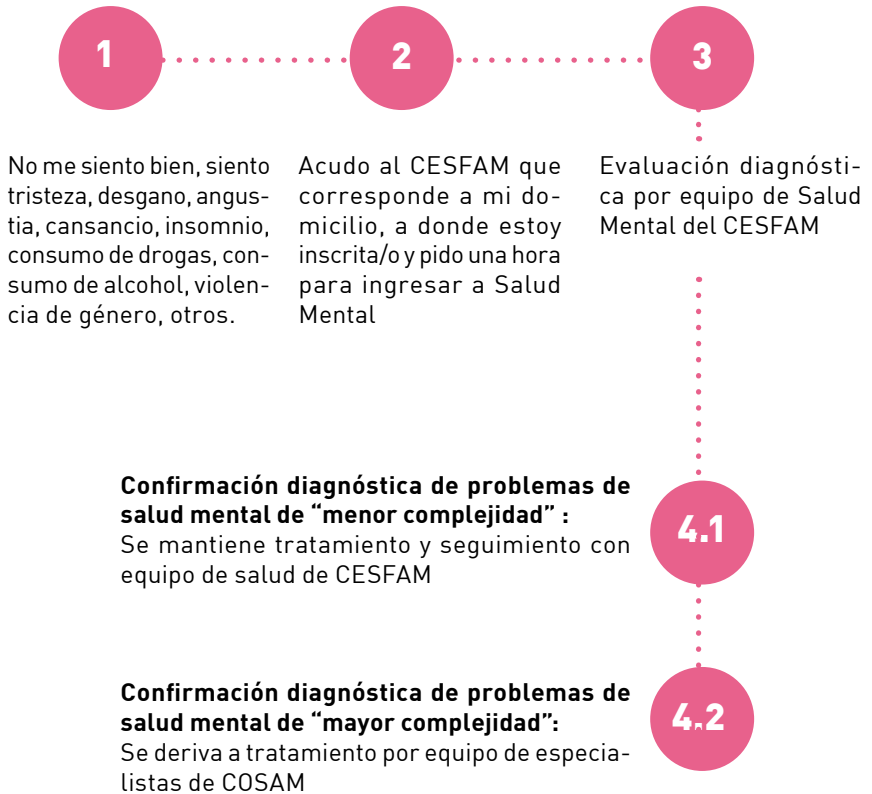 1
No me siento bien, siento
tristeza, desgano, angus-
tia, cansancio, insomnio,
consumo de drogas, con-
sumo de alcohol, violen-
cia de género, otros.
2
Acudo al CESFAM que
corresponde a mi do-
micilio, a donde estoy
inscrita/o y pido una hora
para ingresar a Salud
Mental
3
Evaluación diagnósti-
ca por equipo de Salud
Mental del CESFAM
4.1
Confirmación diagnóstica de problemas de
salud mental de “menor complejidad” :
Se mantiene tratamiento y seguimiento con
equipo de salud de CESFAM
4.2
Confirmación diagnóstica de problemas de
salud mental de “mayor complejidad”:
Se deriva a tratamiento por equipo de especia-
listas de COSAM